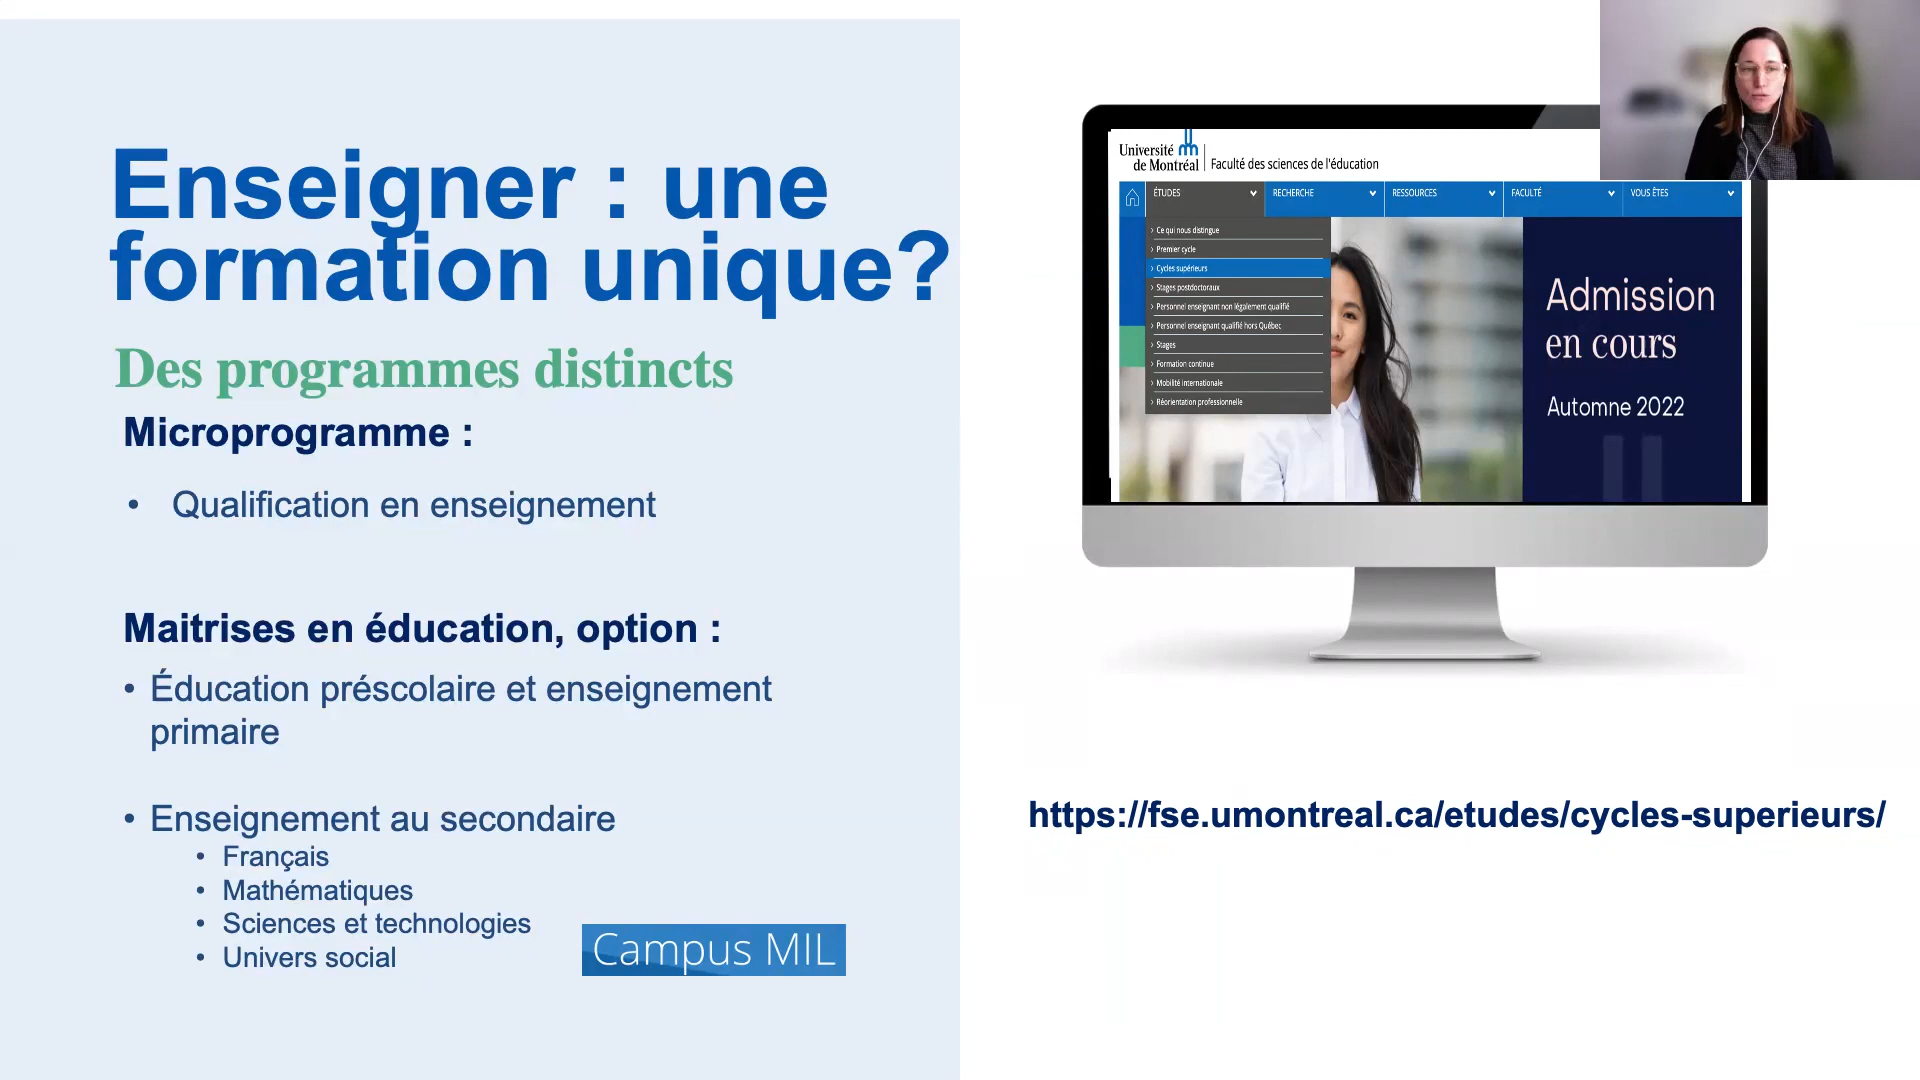 Enseigner : une
formation unique?
Des programmes distincts
Microprogramme :
• Qualification en enseignement
Maitrises en éducation, option :
• Éducation préscolaire et enseignement
primaire
• Enseignement au secondaire
• Français
• Mathématiques
• Sciences et technologies
• Univers social
Campus MIL
Université
de Montréal
Faculté des sciences de l'éducation
ÉTUDES RECHERCHE RESSOURCES FACULTÉ VOUS ÊTES
Ce qui nous distingue
Premier cycle
Cycles supérieurs
Stages postdoctoraux
Personnel enseignant non légalement qualifié
Personnel enseignant qualifié hors Québec
Stages
Formation continue
Mobilité internationale
Réorientation professionnelle
Admission
en cours
Automne 2022
https://fse.umontreal.ca/etudes/cycles-superieurs/